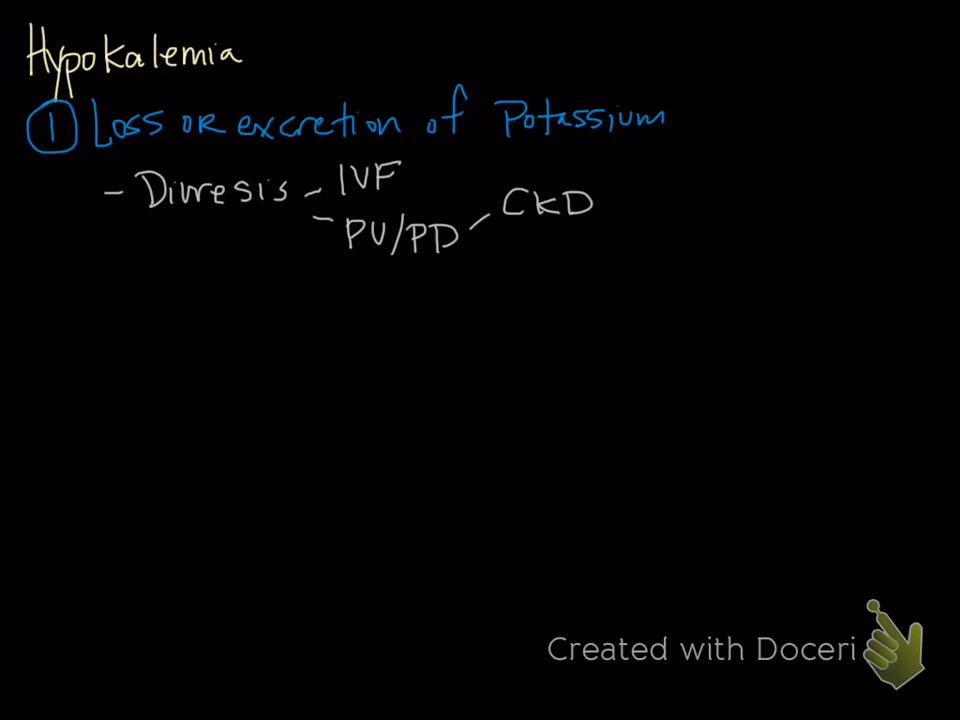 Hypokalemia
① Loss or excretion of Potassium
- Diuresis - IVF
- PU/PD - CKD
Created with Doceri